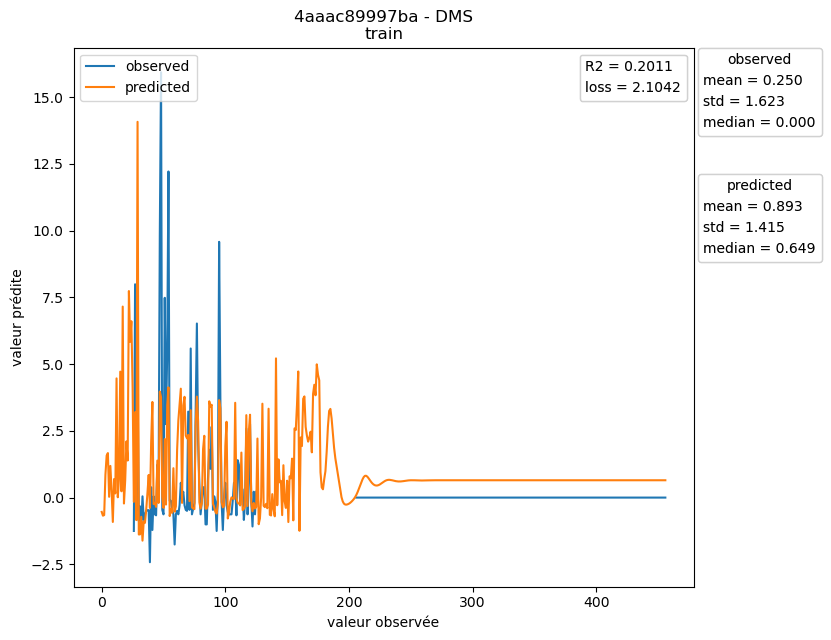 4aaac89997ba - DMS
train
observed
predicted
R2 = 0.2011
loss = 2.1042
observed
mean = 0.250
std = 1.623
median = 0.000
predicted
mean = 0.893
std = 1.415
median = 0.649
15.0
12.5
10.0
7.5
5.0
2.5
0.0
−2.5
valeur prédite
0
100
200
300
400
valeur observée